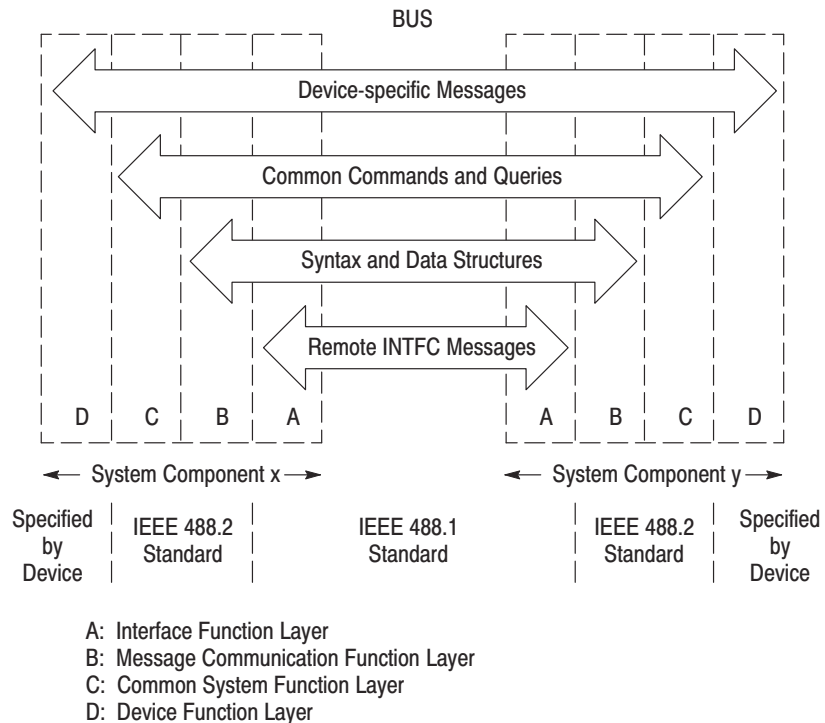 BUS
Device-specific Messages
Common Commands and Queries
Syntax and Data Structures
Remote INTFC Messages
D C B A A B C D
System Component x System Component y
Specified by Device
IEEE 488.2 Standard
IEEE 488.1 Standard
IEEE 488.2 Standard
Specified by Device
A: Interface Function Layer
B: Message Communication Function Layer
C: Common System Function Layer
D: Device Function Layer